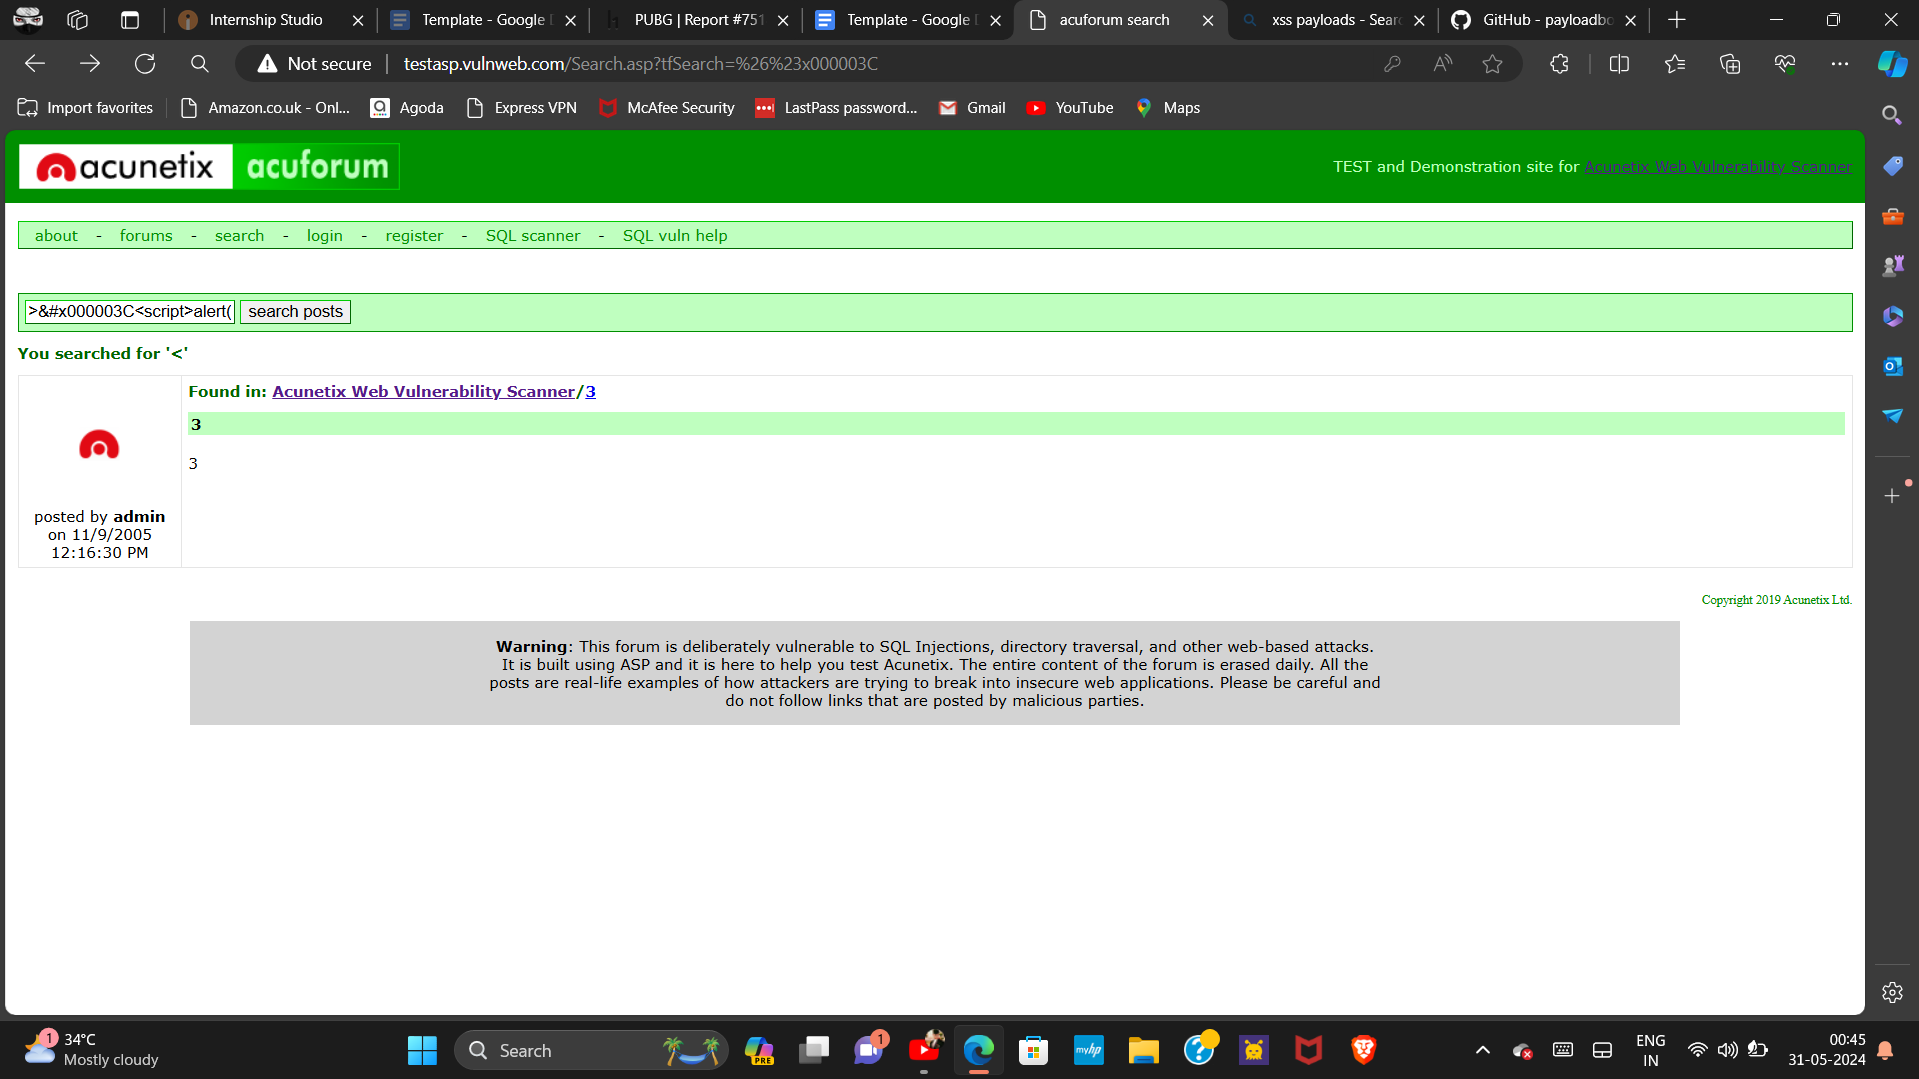 Internship Studio
Template - Google D
PUBG | Report #751
Template - Google D
acuforum search
xss payloads - Sear
GitHub - payloadbo
Not secure
testasp.vulnweb.com/Search.asp?tfSearch=%26%23x000003C
Import favorites
Amazon.co.uk - Onl...
Agoda
Express VPN
McAfee Security
LastPass password...
Gmail
YouTube
Maps
acunetix acuforum
TEST and Demonstration site for Acunetix Web Vulnerability Scanner
about - forums - search - login - register - SQL scanner - SQL vuln help
>&#x000003C<script>alert(
search posts
You searched for '<'
Found in: Acunetix Web Vulnerability Scanner/3
3
3
posted by admin
on 11/9/2005
12:16:30 PM
Copyright 2019 Acunetix Ltd.
Warning: This forum is deliberately vulnerable to SQL Injections, directory traversal, and other web-based attacks.
It is built using ASP and it is here to help you test Acunetix. The entire content of the forum is erased daily. All the
posts are real-life examples of how attackers are trying to break into insecure web applications. Please be careful and
do not follow links that are posted by malicious parties.
1
34°C
Mostly cloudy
Search
PRE
1
myhp
ENG
IN
00:45
31-05-2024